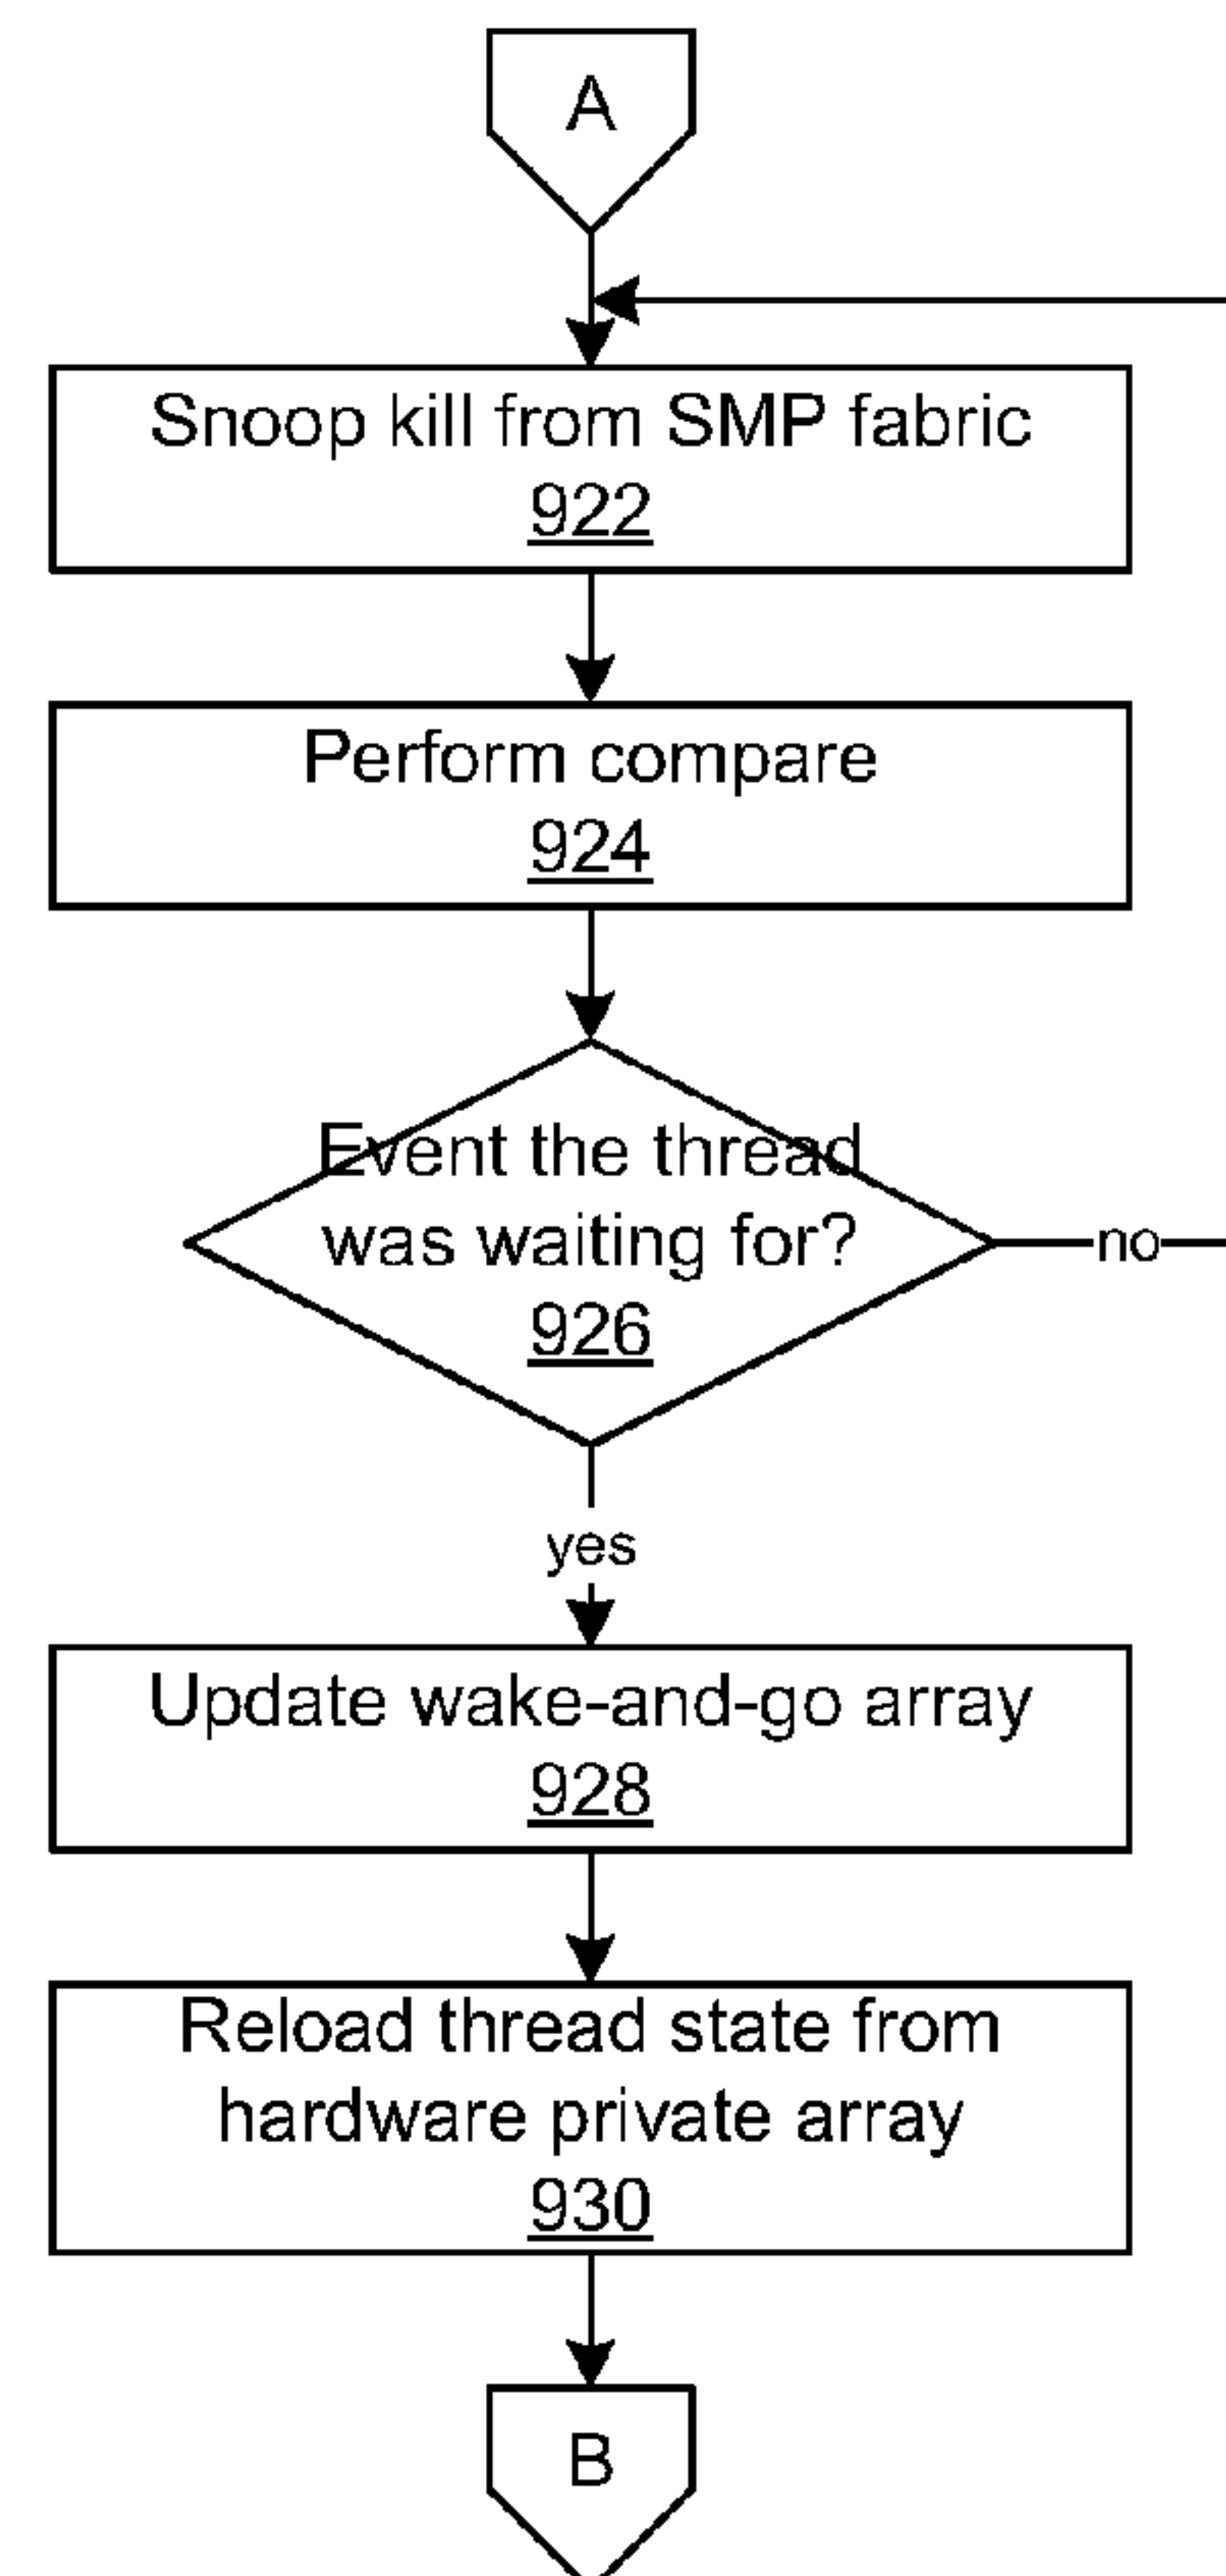 A
Snoop kill from SMP fabric
922
Perform compare
924
Event the thread
was waiting for?
926
no
yes
Update wake-and-go array
928
Reload thread state from
hardware private array
930
B